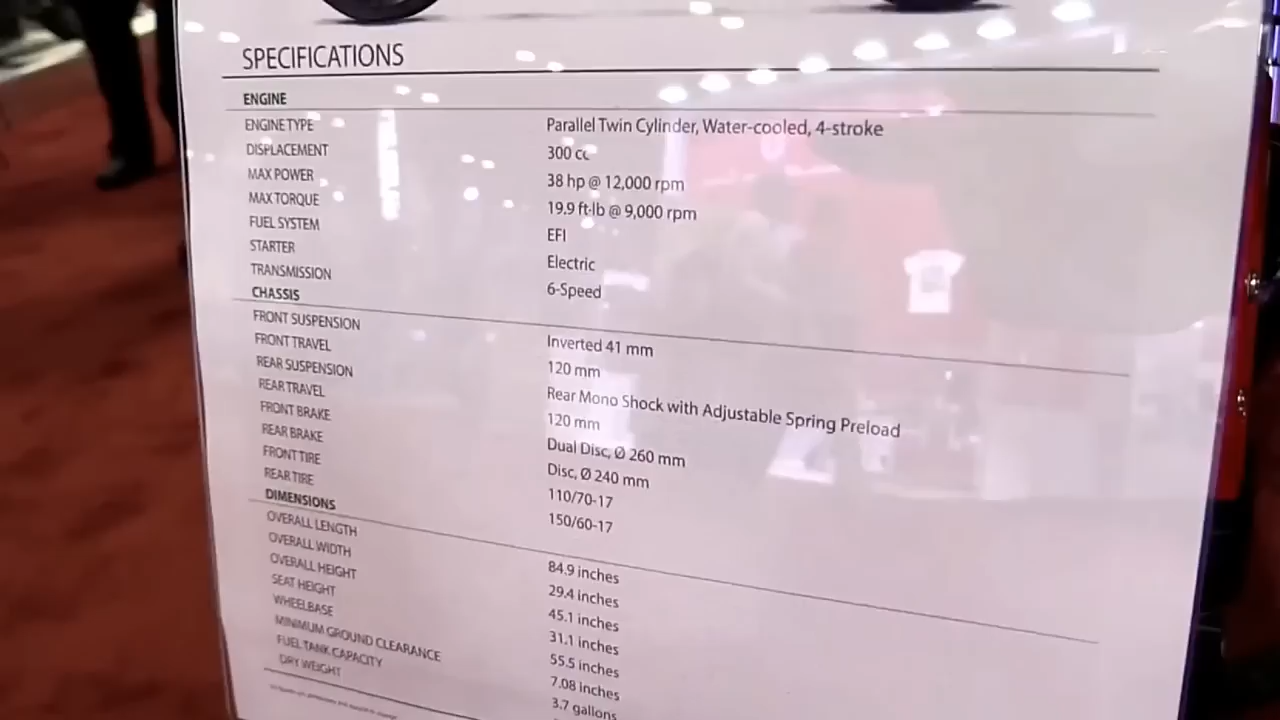 SPECIFICATIONS
ENGINE
ENGINE TYPE Parallel Twin Cylinder, Water-cooled, 4-stroke
DISPLACEMENT 300 cc
MAX POWER 38 hp @ 12,000 rpm
MAX TORQUE 19.9 ft-lb @ 9,000 rpm
FUEL SYSTEM EFI
STARTER Electric
TRANSMISSION 6-Speed
CHASSIS
FRONT SUSPENSION Inverted 41 mm
FRONT TRAVEL 120 mm
REAR SUSPENSION Rear Mono Shock with Adjustable Spring Preload
REAR TRAVEL 120 mm
FRONT BRAKE Dual Disc, Ø 260 mm
REAR BRAKE Disc, Ø 240 mm
FRONT TIRE 110/70-17
REAR TIRE 150/60-17
DIMENSIONS
OVERALL LENGTH 84.9 inches
OVERALL WIDTH 29.4 inches
OVERALL HEIGHT 45.1 inches
SEAT HEIGHT 31.1 inches
WHEELBASE 55.5 inches
MINIMUM GROUND CLEARANCE 7.08 inches
FUEL TANK CAPACITY 3.7 gallons
DRY WEIGHT